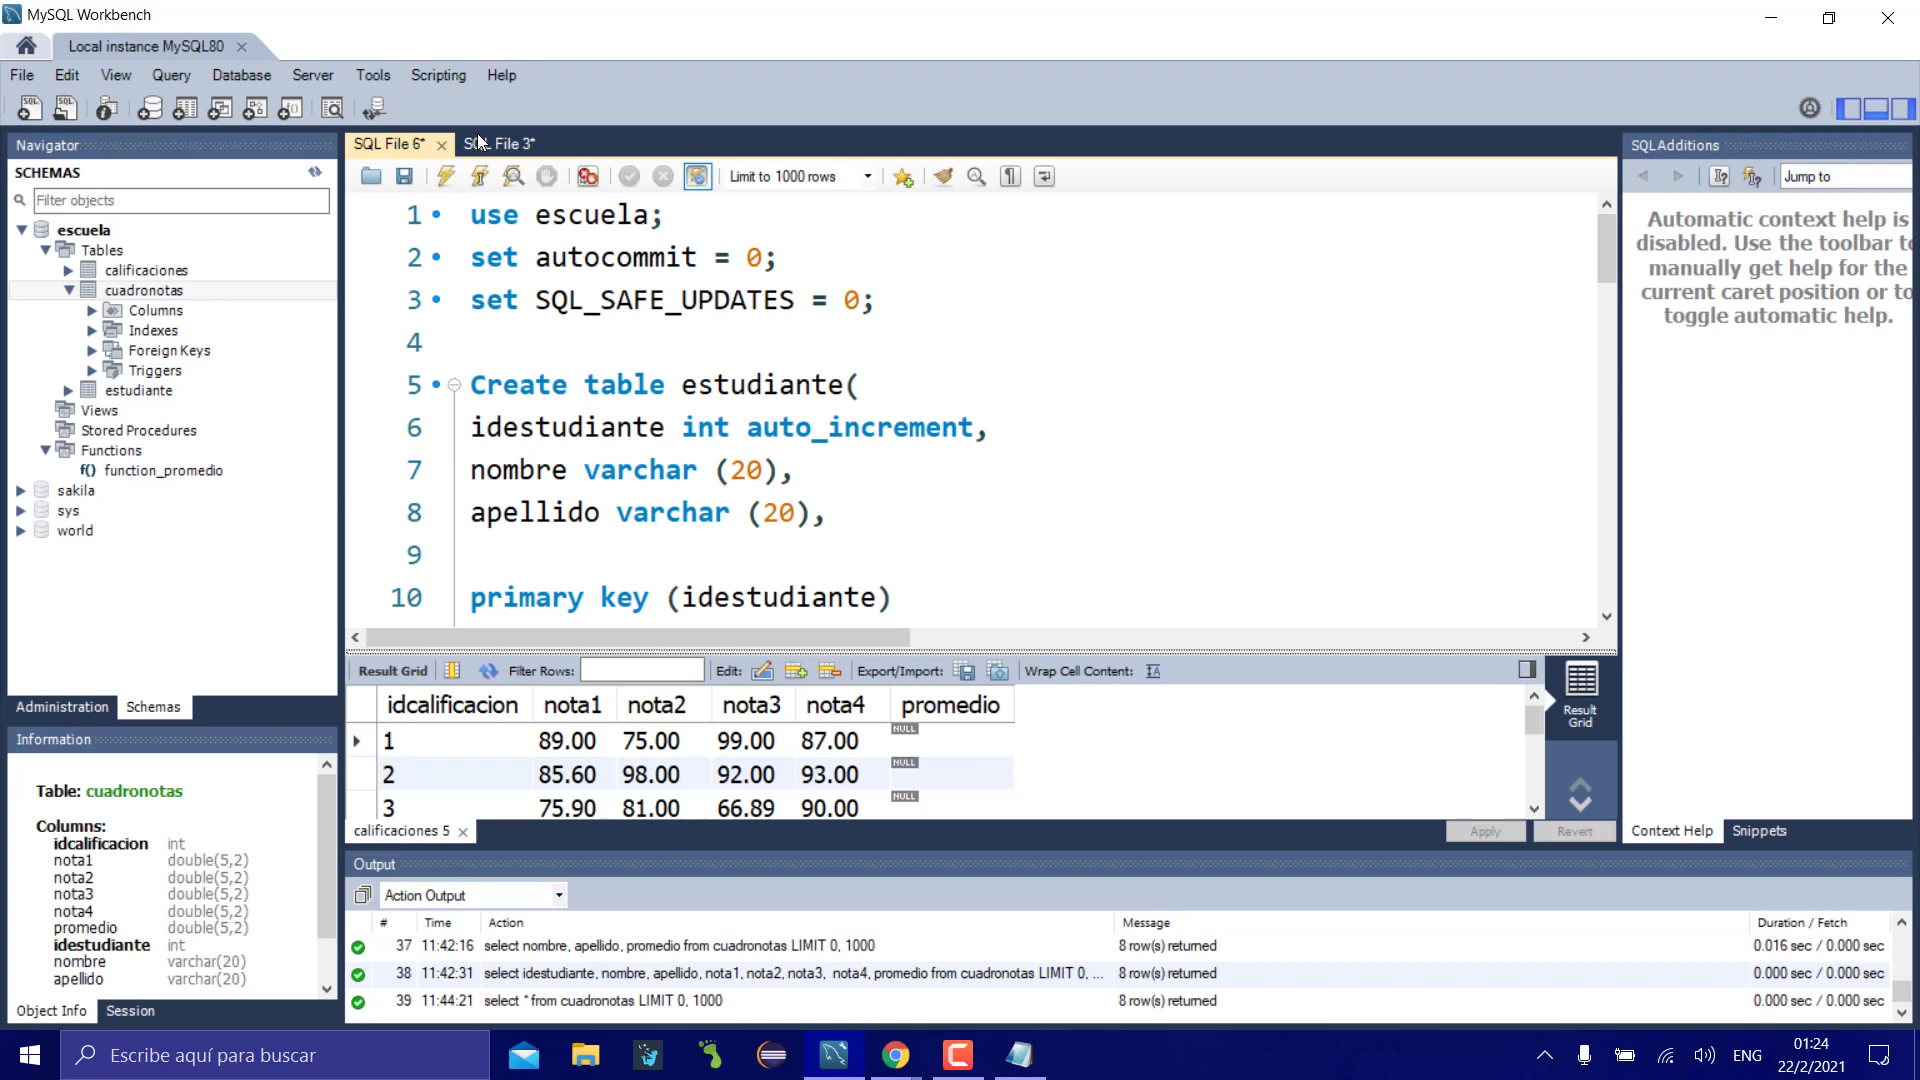 MySQL Workbench
Local instance MySQL80
File Edit View Query Database Server Tools Scripting Help
Navigator
SCHEMAS
Filter objects
escuela
Tables
calificaciones
cuadronotas
Columns
Indexes
Foreign Keys
Triggers
estudiante
Views
Stored Procedures
Functions
f() function_promedio
sakila
sys
world
Administration Schemas
Information
Table: cuadronotas
Columns:
idcalificacion int
nota1 double(5,2)
nota2 double(5,2)
nota3 double(5,2)
nota4 double(5,2)
promedio double(5,2)
idestudiante int
nombre varchar(20)
apellido varchar(20)
Object Info Session
SQL File 6* SQL File 3*
Limit to 1000 rows
1 use escuela;
2 set autocommit = 0;
3 set SQL_SAFE_UPDATES = 0;
4
5 Create table estudiante(
6 idestudiante int auto_increment,
7 nombre varchar (20),
8 apellido varchar (20),
9
10 primary key (idestudiante)
Result Grid Filter Rows: Edit: Export/Import: Wrap Cell Content:
idcalificacion nota1 nota2 nota3 nota4 promedio
1 89.00 75.00 99.00 87.00 NULL
2 85.60 98.00 92.00 93.00 NULL
3 75.90 81.00 66.89 90.00 NULL
Result
Grid
calificaciones 5
Apply Revert
Output
Action Output
# Time Action Message Duration / Fetch
37 11:42:16 select nombre, apellido, promedio from cuadronotas LIMIT 0, 1000 8 row(s) returned 0.016 sec / 0.000 sec
38 11:42:31 select idestudiante, nombre, apellido, nota1, nota2, nota3, nota4, promedio from cuadronotas LIMIT 0, ... 8 row(s) returned 0.000 sec / 0.000 sec
39 11:44:21 select * from cuadronotas LIMIT 0, 1000 8 row(s) returned 0.000 sec / 0.000 sec
SQLAdditions
Jump to
Automatic context help is
disabled. Use the toolbar to
manually get help for the
current caret position or to
toggle automatic help.
Context Help Snippets
Escribe aquí para buscar
ENG
01:24
22/2/2021